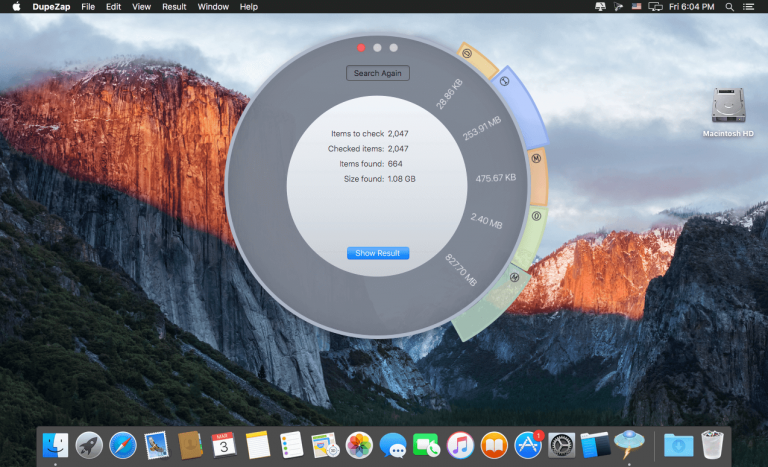 DupeZap File Edit View Result Window Help Fri 6:04 PM
Search Again
Items to check 2,047
Checked items: 2,047
Items found: 664
Size found: 1.08 GB
Show Result
28.86 KB
253.91 MB
475.67 KB
2.40 MB
827.70 MB
Macintosh HD
MAR
3
1